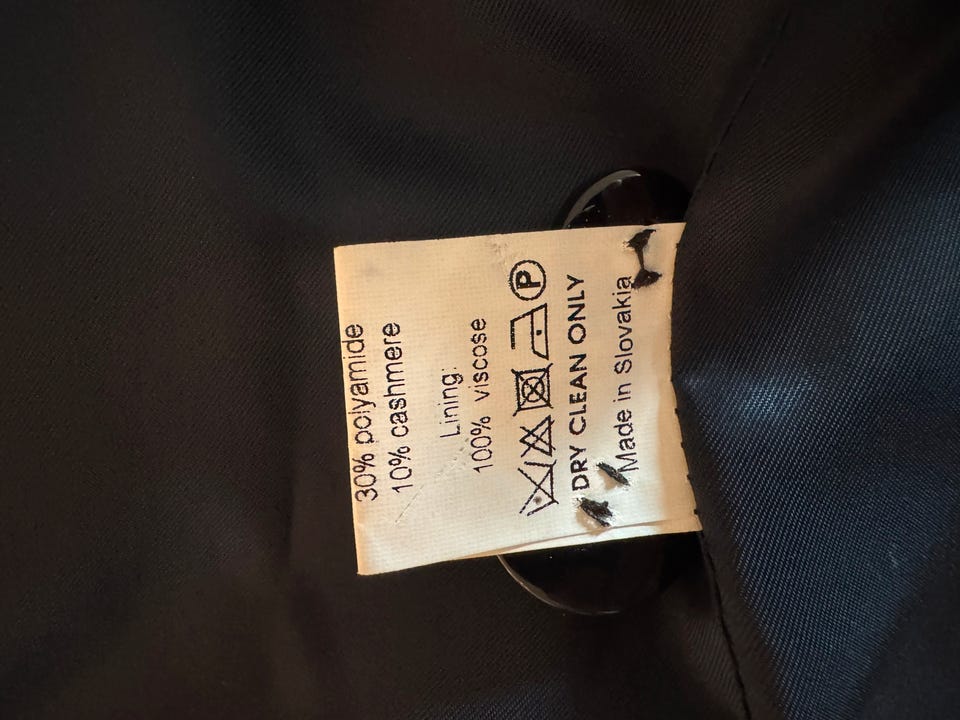 30% polyamide
10% cashmere
Lining:
100% viscose
P
DRY CLEAN ONLY
Made in Slovakia